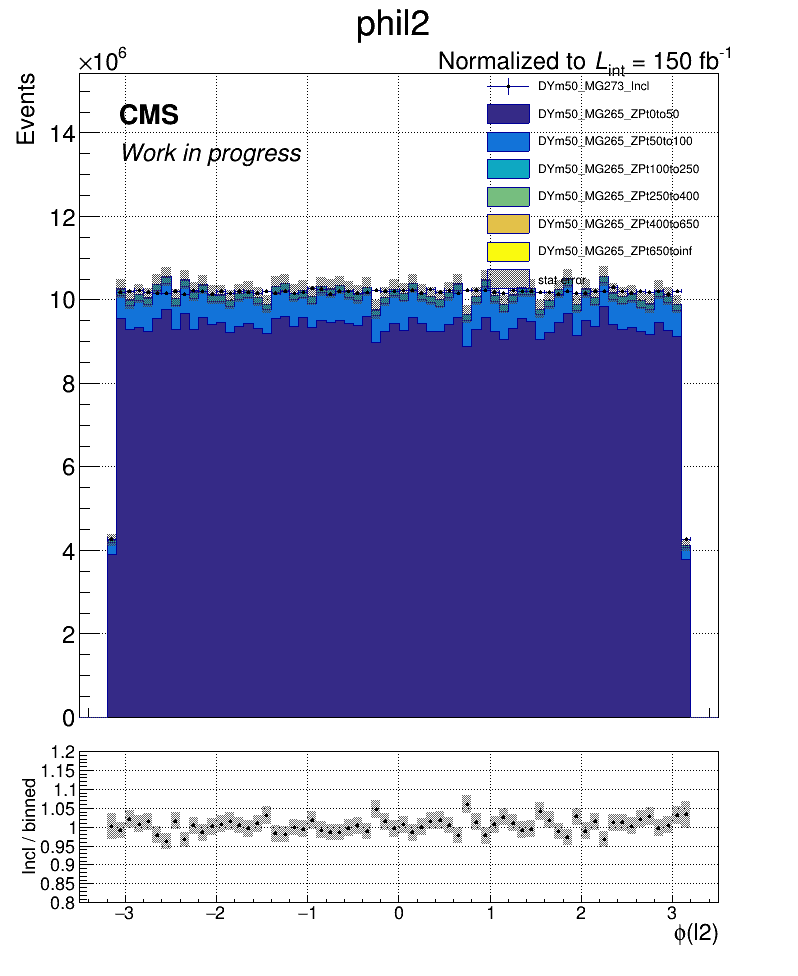 phil2
×10⁶
Normalized to L_int = 150 fb⁻¹
Events
CMS
Work in progress
DYm50_MG273_Incl
DYm50_MG265_ZPt0to50
DYm50_MG265_ZPt50to100
DYm50_MG265_ZPt100to250
DYm50_MG265_ZPt250to400
DYm50_MG265_ZPt400to650
DYm50_MG265_ZPt650toinf
stat error
14
12
10
8
6
4
2
0
Incl / binned
1.2
1.15
1.1
1.05
1
0.95
0.9
0.85
0.8
−3 −2 −1 0 1 2 3
ϕ(l2)